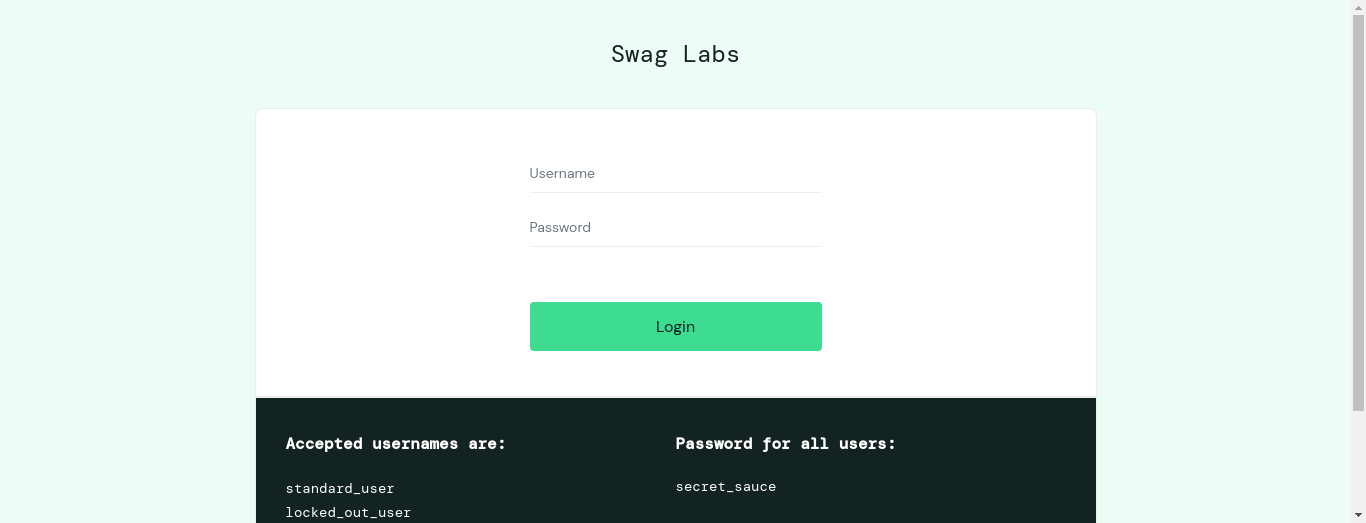 Swag Labs
Username
Password
Login
Accepted usernames are:
standard_user
locked_out_user
Password for all users:
secret_sauce